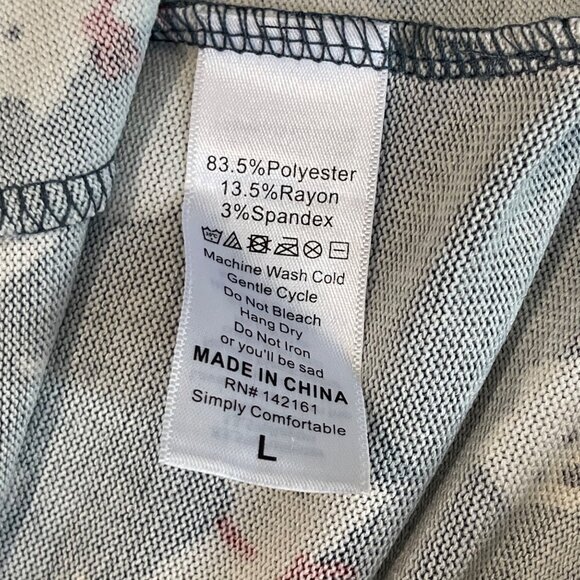 83.5%Polyester
13.5%Rayon
3%Spandex
Machine Wash Cold
Gentle Cycle
Do Not Bleach
Hang Dry
Do Not Iron
or you'll be sad
MADE IN CHINA
RN# 142161
Simply Comfortable
L